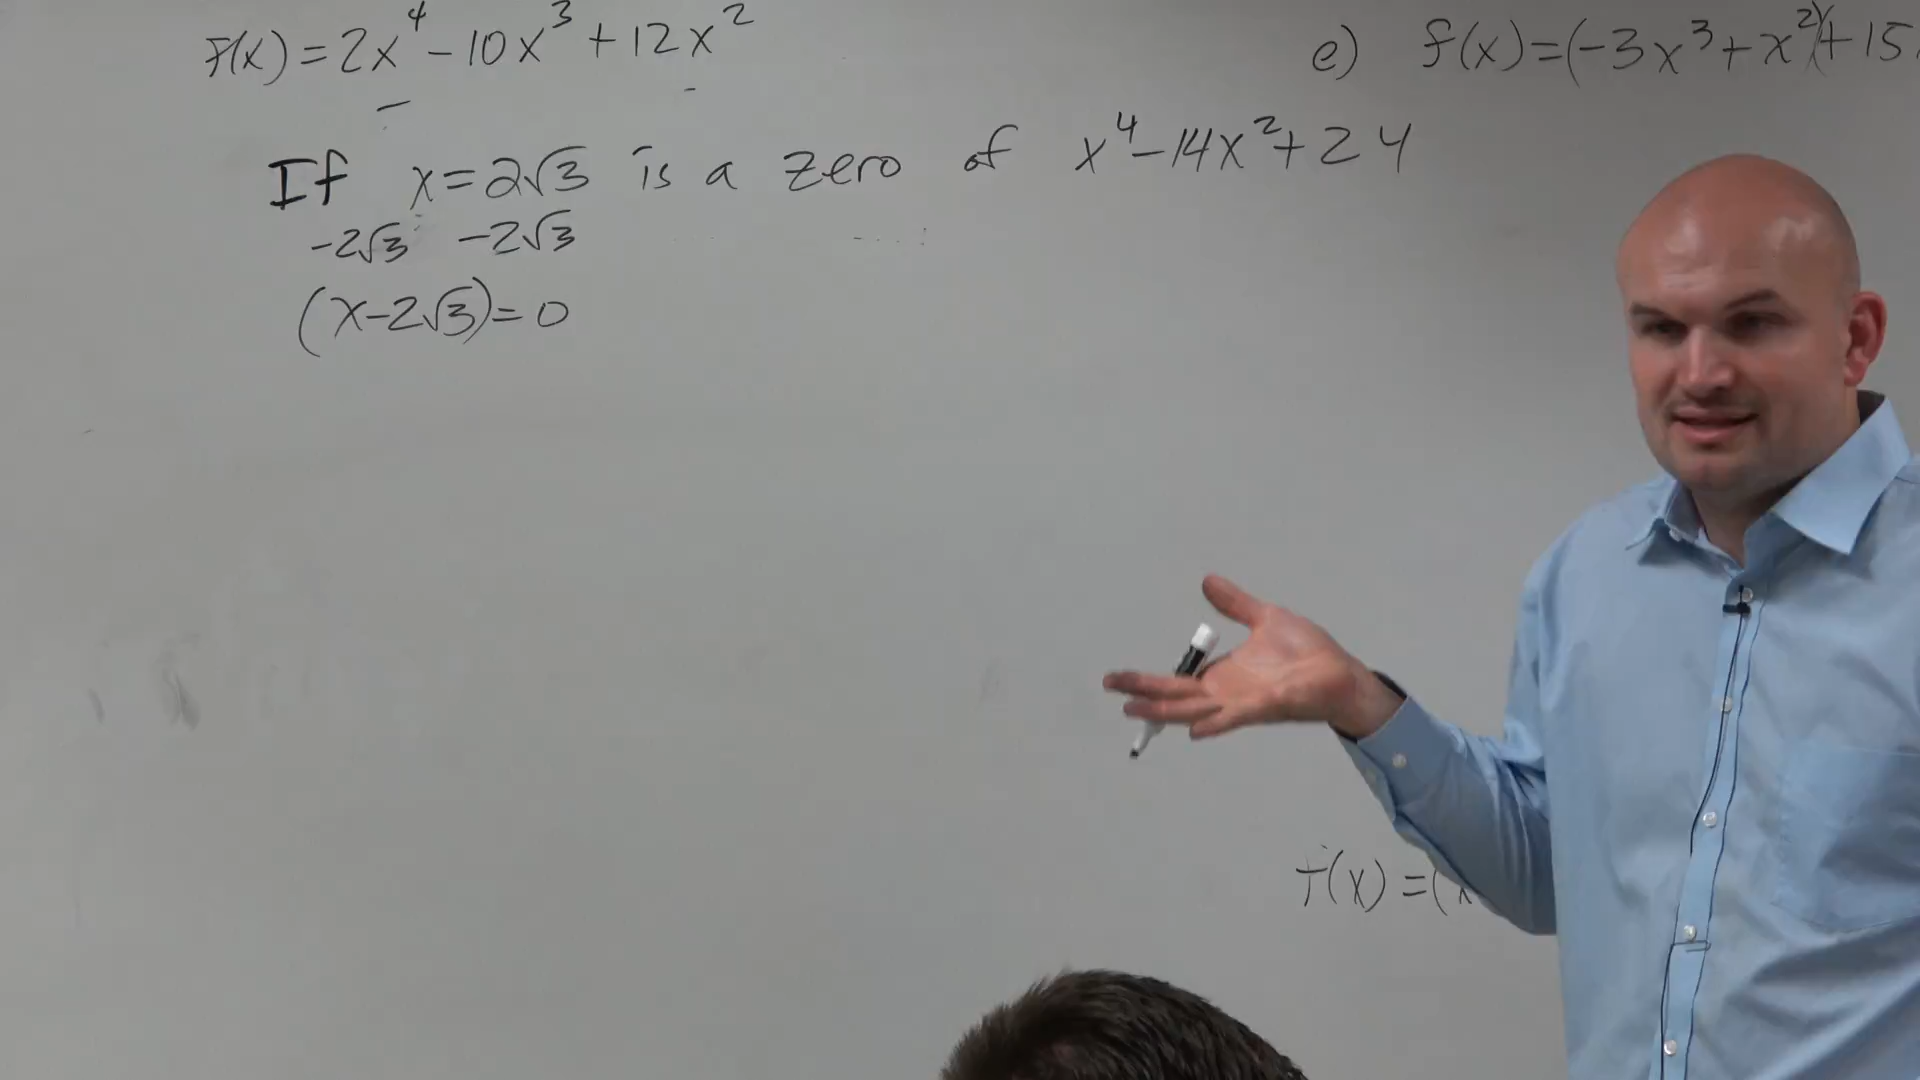 f(x)=2x⁴-10x³+12x²
e) f(x)=(-3x³+x²)(+15
If x=2√3 is a zero of x⁴-14x²+24
-2√3 -2√3
(x-2√3)=0
f(x)=(x